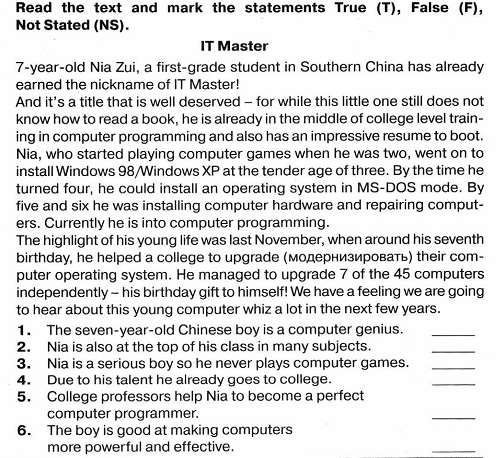 Read the text and mark the statements True (T), False (F),
Not Stated (NS).
IT Master
7-year-old Nia Zui, a first-grade student in Southern China has already
earned the nickname of IT Master!
And it's a title that is well deserved – for while this little one still does not
know how to read a book, he is already in the middle of college level train-
ing in computer programming and also has an impressive resume to boot.
Nia, who started playing computer games when he was two, went on to
install Windows 98/Windows XP at the tender age of three. By the time he
turned four, he could install an operating system in MS-DOS mode. By
five and six he was installing computer hardware and repairing comput-
ers. Currently he is into computer programming.
The highlight of his young life was last November, when around his seventh
birthday, he helped a college to upgrade (модернизировать) their com-
puter operating system. He managed to upgrade 7 of the 45 computers
independently – his birthday gift to himself! We have a feeling we are going
to hear about this young computer whiz a lot in the next few years.
1. The seven-year-old Chinese boy is a computer genius. ____
2. Nia is also at the top of his class in many subjects. ____
3. Nia is a serious boy so he never plays computer games. ____
4. Due to his talent he already goes to college. ____
5. College professors help Nia to become a perfect
computer programmer. ____
6. The boy is good at making computers
more powerful and effective. ____